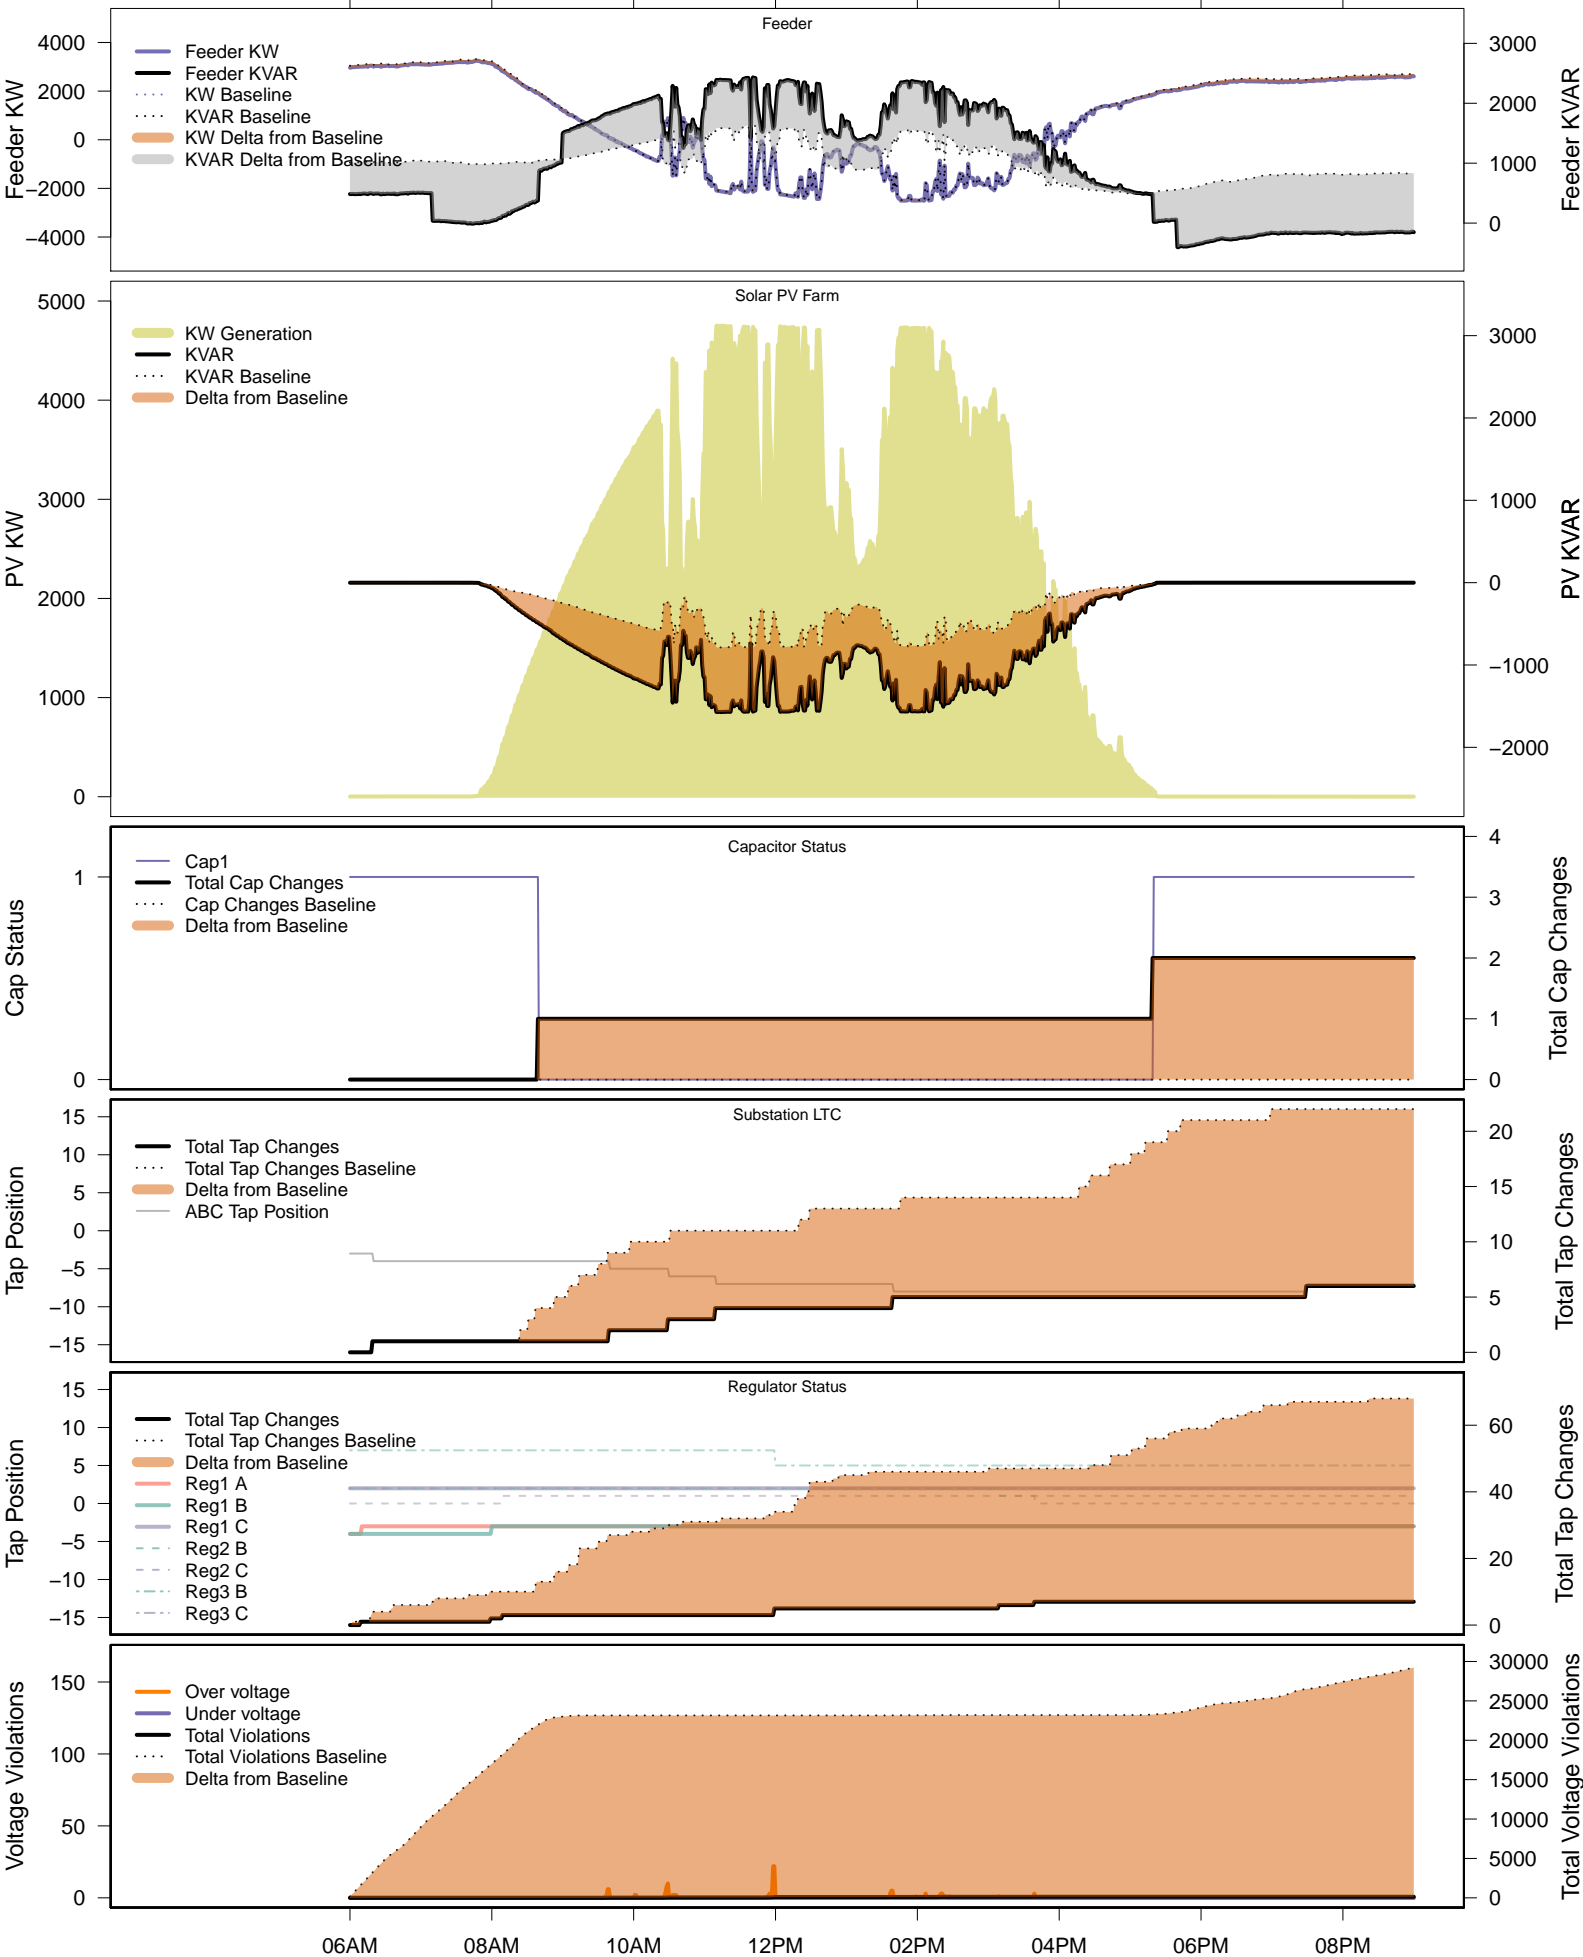 Feeder
Feeder KW
Feeder KVAR
KW Baseline
KVAR Baseline
KW Delta from Baseline
KVAR Delta from Baseline
4000
2000
0
−2000
−4000
Feeder KW
3000
2000
1000
0
Feeder KVAR
Solar PV Farm
KW Generation
KVAR
KVAR Baseline
Delta from Baseline
5000
4000
3000
2000
1000
0
PV KW
3000
2000
1000
0
−1000
−2000
PV KVAR
Capacitor Status
Cap1
Total Cap Changes
Cap Changes Baseline
Delta from Baseline
1
0
Cap Status
4
3
2
1
0
Total Cap Changes
Substation LTC
Total Tap Changes
Total Tap Changes Baseline
Delta from Baseline
ABC Tap Position
15
10
5
0
−5
−10
−15
Tap Position
20
15
10
5
0
Total Tap Changes
Regulator Status
Total Tap Changes
Total Tap Changes Baseline
Delta from Baseline
Reg1 A
Reg1 B
Reg1 C
Reg2 B
Reg2 C
Reg3 B
Reg3 C
15
10
5
0
−5
−10
−15
Tap Position
60
40
20
0
Total Tap Changes
Over voltage
Under voltage
Total Violations
Total Violations Baseline
Delta from Baseline
150
100
50
0
Voltage Violations
30000
25000
20000
15000
10000
5000
0
Total Voltage Violations
06AM
08AM
10AM
12PM
02PM
04PM
06PM
08PM